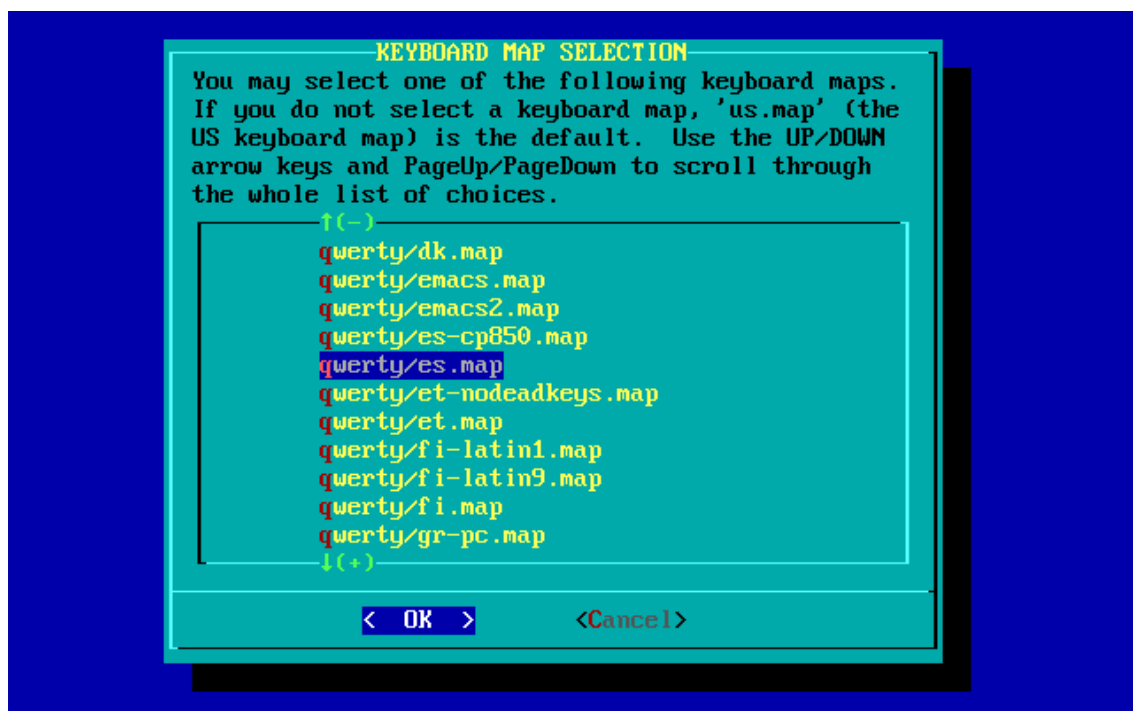 KEYBOARD MAP SELECTION
You may select one of the following keyboard maps.
If you do not select a keyboard map, 'us.map' (the
US keyboard map) is the default.  Use the UP/DOWN
arrow keys and PageUp/PageDown to scroll through
the whole list of choices.
↑(-)
qwerty/dk.map
qwerty/emacs.map
qwerty/emacs2.map
qwerty/es-cp850.map
qwerty/es.map
qwerty/et-nodeadkeys.map
qwerty/et.map
qwerty/fi-latin1.map
qwerty/fi-latin9.map
qwerty/fi.map
qwerty/gr-pc.map
↓(+)
<  OK  > <Cancel>